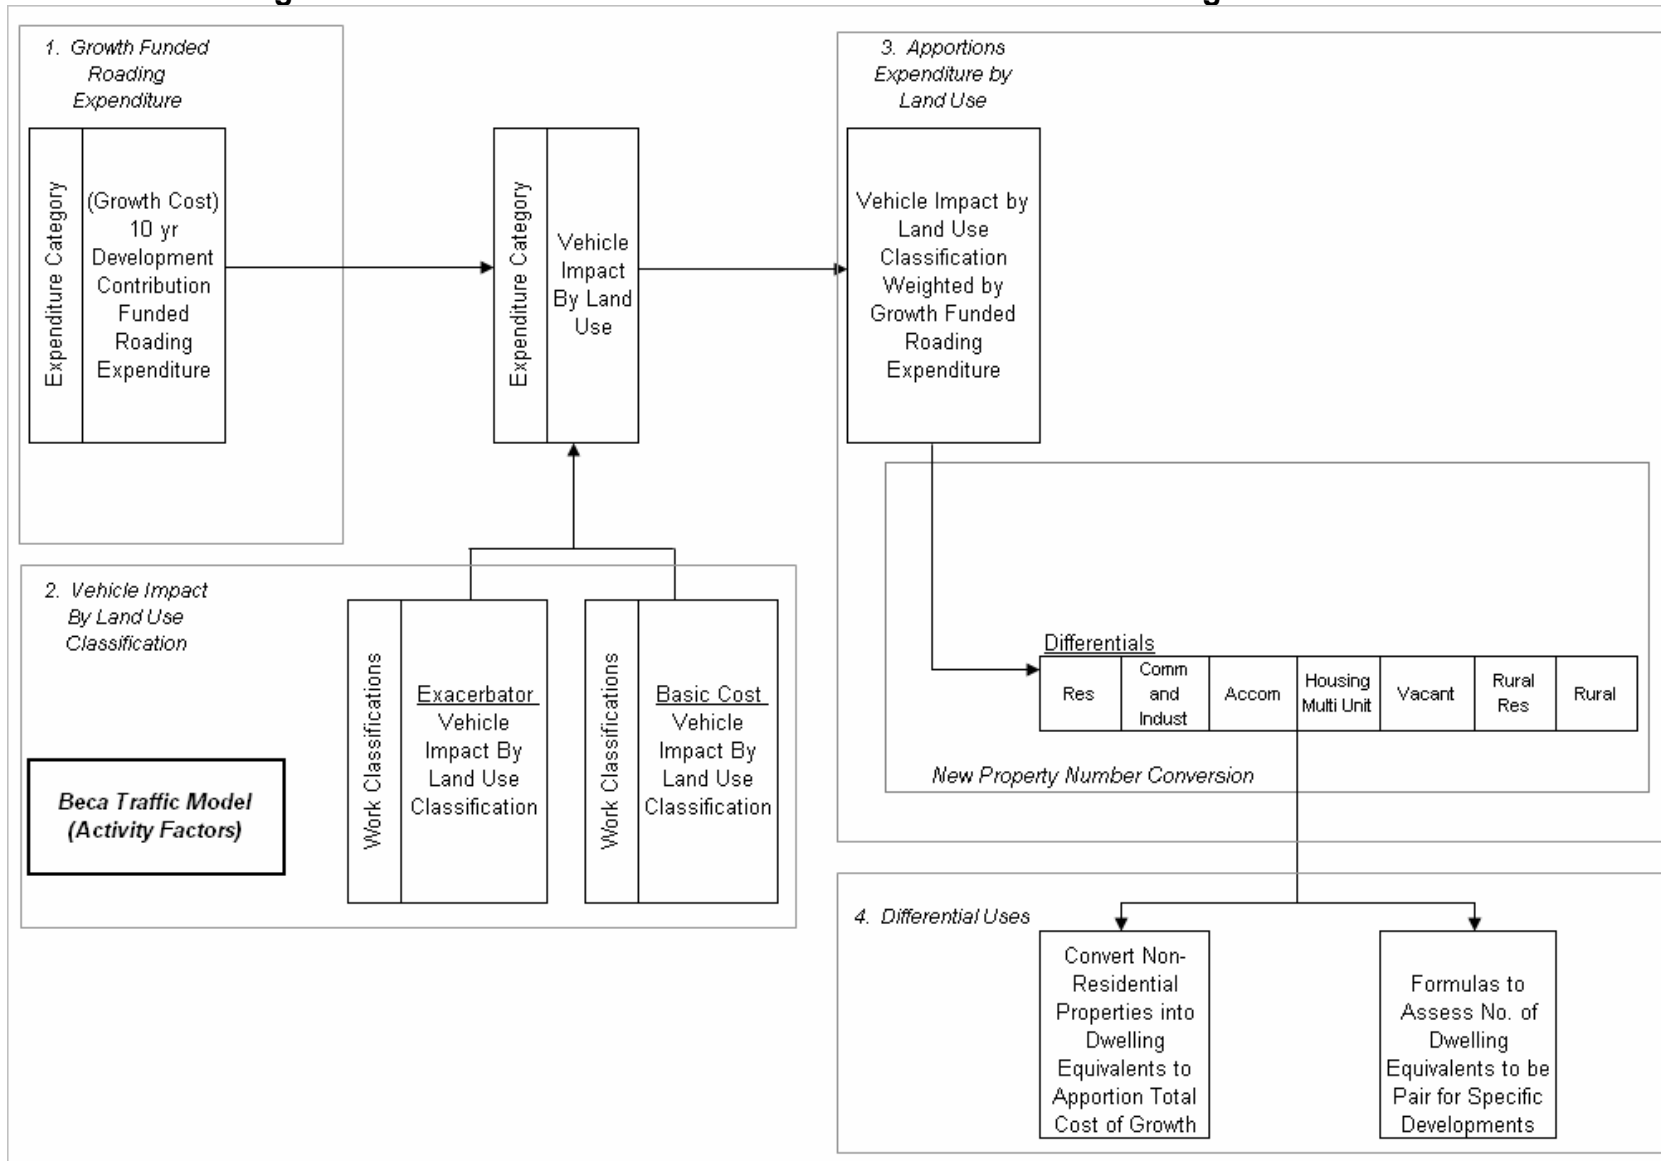 1. Growth Funded
Roading
Expenditure
Expenditure Category
(Growth Cost)
10 yr
Development
Contribution
Funded
Roading
Expenditure
Expenditure Category
Vehicle
Impact
By Land
Use
3. Apportions
Expenditure by
Land Use
Vehicle Impact by
Land Use
Classification
Weighted by
Growth Funded
Roading
Expenditure
2. Vehicle Impact
By Land Use
Classification
Beca Traffic Model
(Activity Factors)
Work Classifications
Exacerbator
Vehicle
Impact By
Land Use
Classification
Work Classifications
Basic Cost
Vehicle
Impact By
Land Use
Classification
Differentials
Res
Comm
and
Indust
Accom
Housing
Multi Unit
Vacant
Rural
Res
Rural
New Property Number Conversion
4. Differential Uses
Convert Non-
Residential
Properties into
Dwelling
Equivalents to
Apportion Total
Cost of Growth
Formulas to
Assess No. of
Dwelling
Equivalents to be
Pair for Specific
Developments